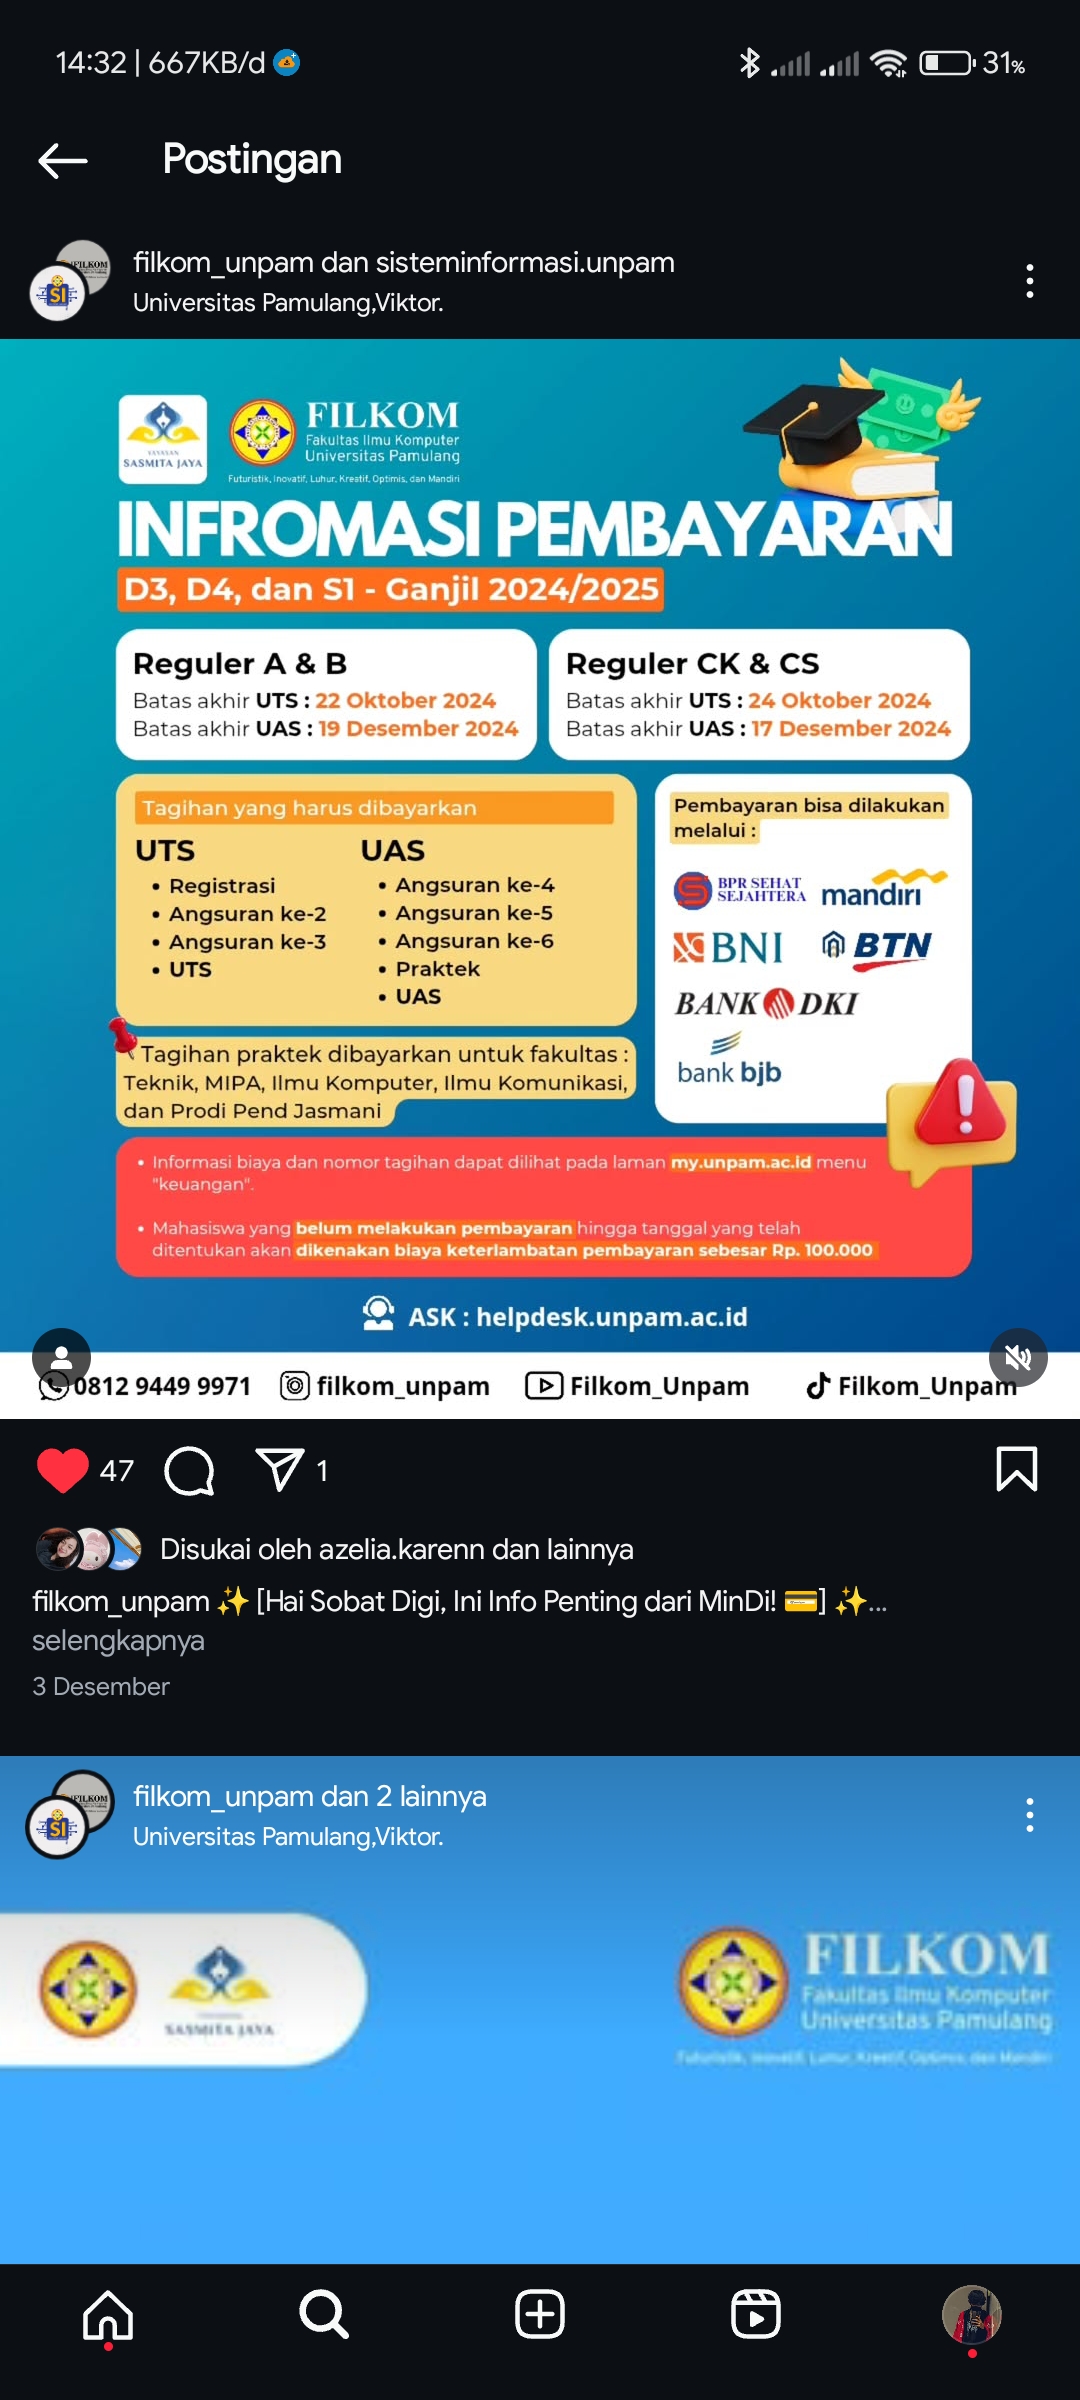 14:32 | 667KB/d
31%
Postingan
filkom_unpam dan sisteminformasi.unpam
Universitas Pamulang,Viktor.
YAYASAN
SASMITA JAYA
FILKOM
Fakultas Ilmu Komputer
Universitas Pamulang
Futuristik, Inovatif, Luhur, Kreatif, Optimis, dan Mandiri
INFROMASI PEMBAYARAN
D3, D4, dan S1 - Ganjil 2024/2025
Reguler A & B
Batas akhir UTS : 22 Oktober 2024
Batas akhir UAS : 19 Desember 2024
Reguler CK & CS
Batas akhir UTS : 24 Oktober 2024
Batas akhir UAS : 17 Desember 2024
Tagihan yang harus dibayarkan
UTS
• Registrasi
• Angsuran ke-2
• Angsuran ke-3
• UTS
UAS
• Angsuran ke-4
• Angsuran ke-5
• Angsuran ke-6
• Praktek
• UAS
Tagihan praktek dibayarkan untuk fakultas :
Teknik, MIPA, Ilmu Komputer, Ilmu Komunikasi,
dan Prodi Pend Jasmani
Pembayaran bisa dilakukan
melalui :
BPR SEHAT
SEJAHTERA
mandiri
BNI
BTN
BANK DKI
bank bjb
• Informasi biaya dan nomor tagihan dapat dilihat pada laman my.unpam.ac.id menu
"keuangan".
• Mahasiswa yang belum melakukan pembayaran hingga tanggal yang telah
ditentukan akan dikenakan biaya keterlambatan pembayaran sebesar Rp. 100.000
ASK : helpdesk.unpam.ac.id
0812 9449 9971
filkom_unpam
Filkom_Unpam
Filkom_Unpam
47
1
Disukai oleh azelia.karenn dan lainnya
filkom_unpam ✨ [Hai Sobat Digi, Ini Info Penting dari MinDi! 💳] ✨...
selengkapnya
3 Desember
filkom_unpam dan 2 lainnya
Universitas Pamulang,Viktor.
SASMITA JAYA
FILKOM
Fakultas Ilmu Komputer
Universitas Pamulang
Futuristik, Inovatif, Luhur, Kreatif, Optimis, dan Mandiri